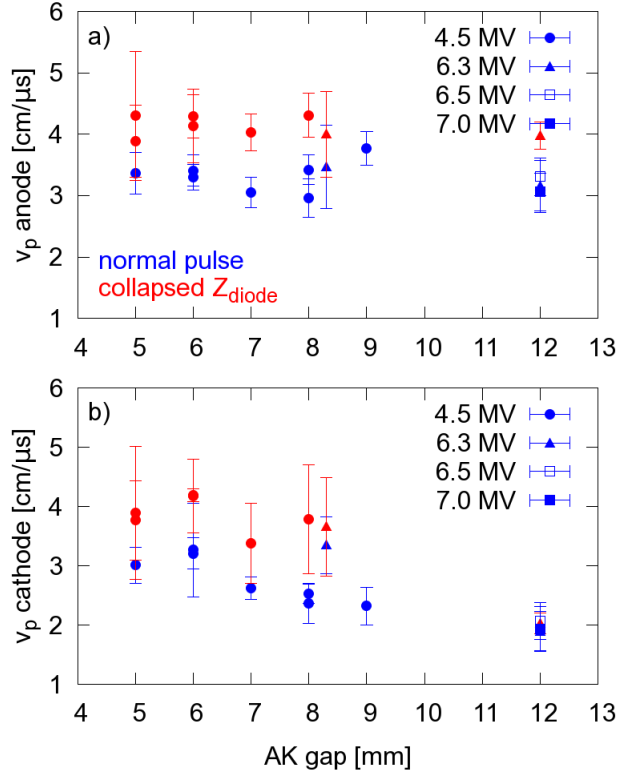 a)
4.5 MV
6.3 MV
6.5 MV
7.0 MV
normal pulse
collapsed Z_diode
v_p anode [cm/µs]
6
5
4
3
2
1
4 5 6 7 8 9 10 11 12 13
b)
4.5 MV
6.3 MV
6.5 MV
7.0 MV
v_p cathode [cm/µs]
6
5
4
3
2
1
4 5 6 7 8 9 10 11 12 13
AK gap [mm]